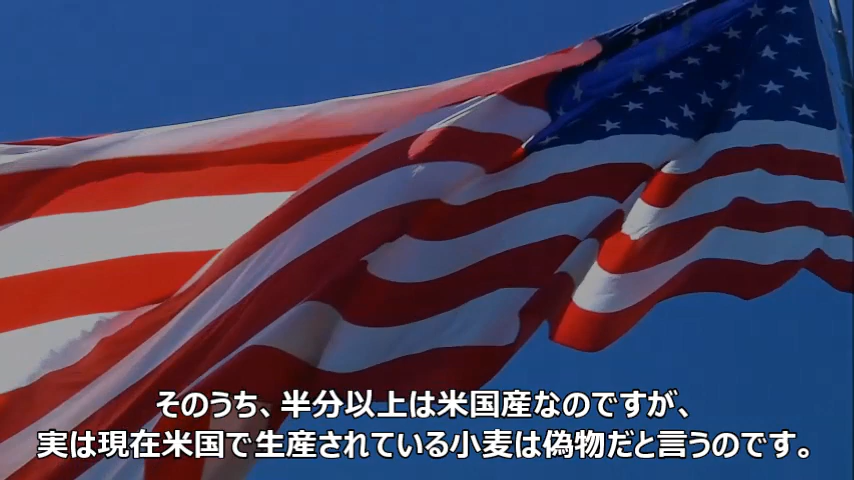 そのうち、半分以上は米国産なのですが、
実は現在米国で生産されている小麦は偽物だと言うのです。